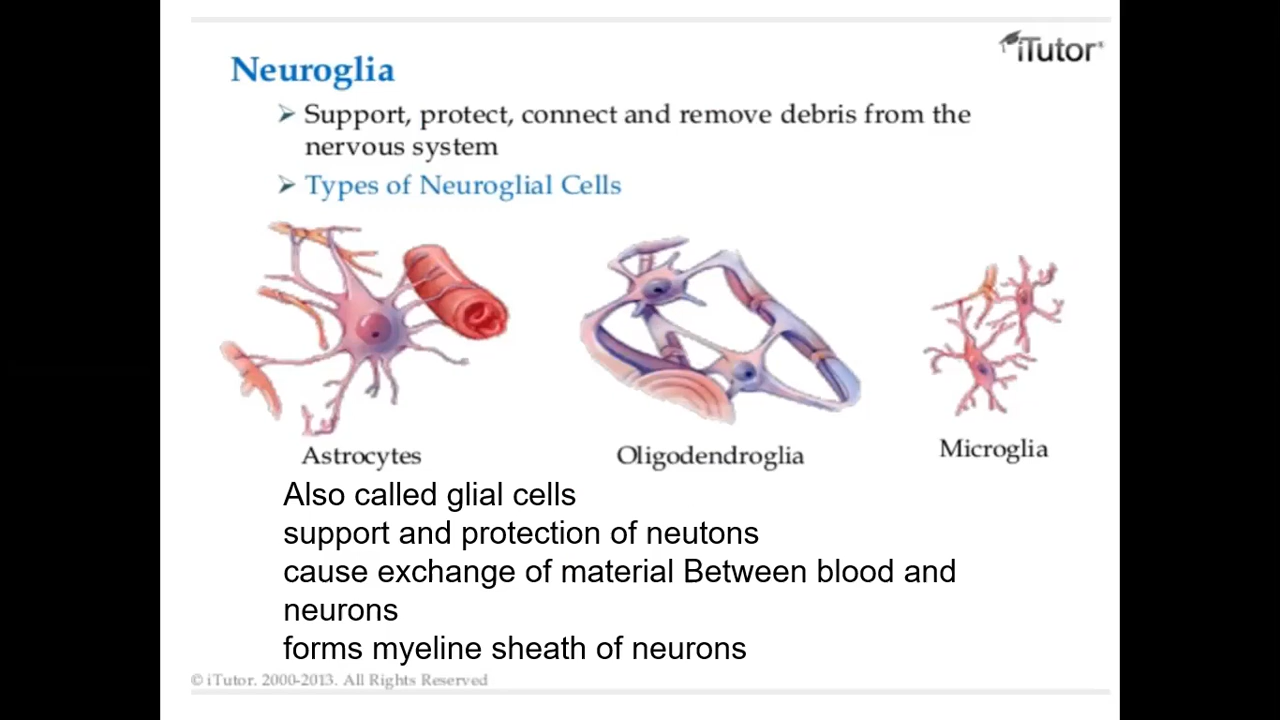 iTutor®
Neuroglia
➢ Support, protect, connect and remove debris from the
nervous system
➢ Types of Neuroglial Cells
Astrocytes
Oligodendroglia
Microglia
Also called glial cells
support and protection of neutons
cause exchange of material Between blood and
neurons
forms myeline sheath of neurons
© iTutor. 2000-2013. All Rights Reserved